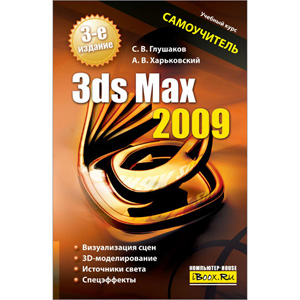 Учебный курс
САМОУЧИТЕЛЬ
3-е
издание
С. В. Глушаков
А. В. Харьковский
3ds Max
2009
• Визуализация сцен
• 3D-моделирование
• Источники света
• Спецэффекты
КОМПЬЮТЕР HOUSE
iBOOX.RU